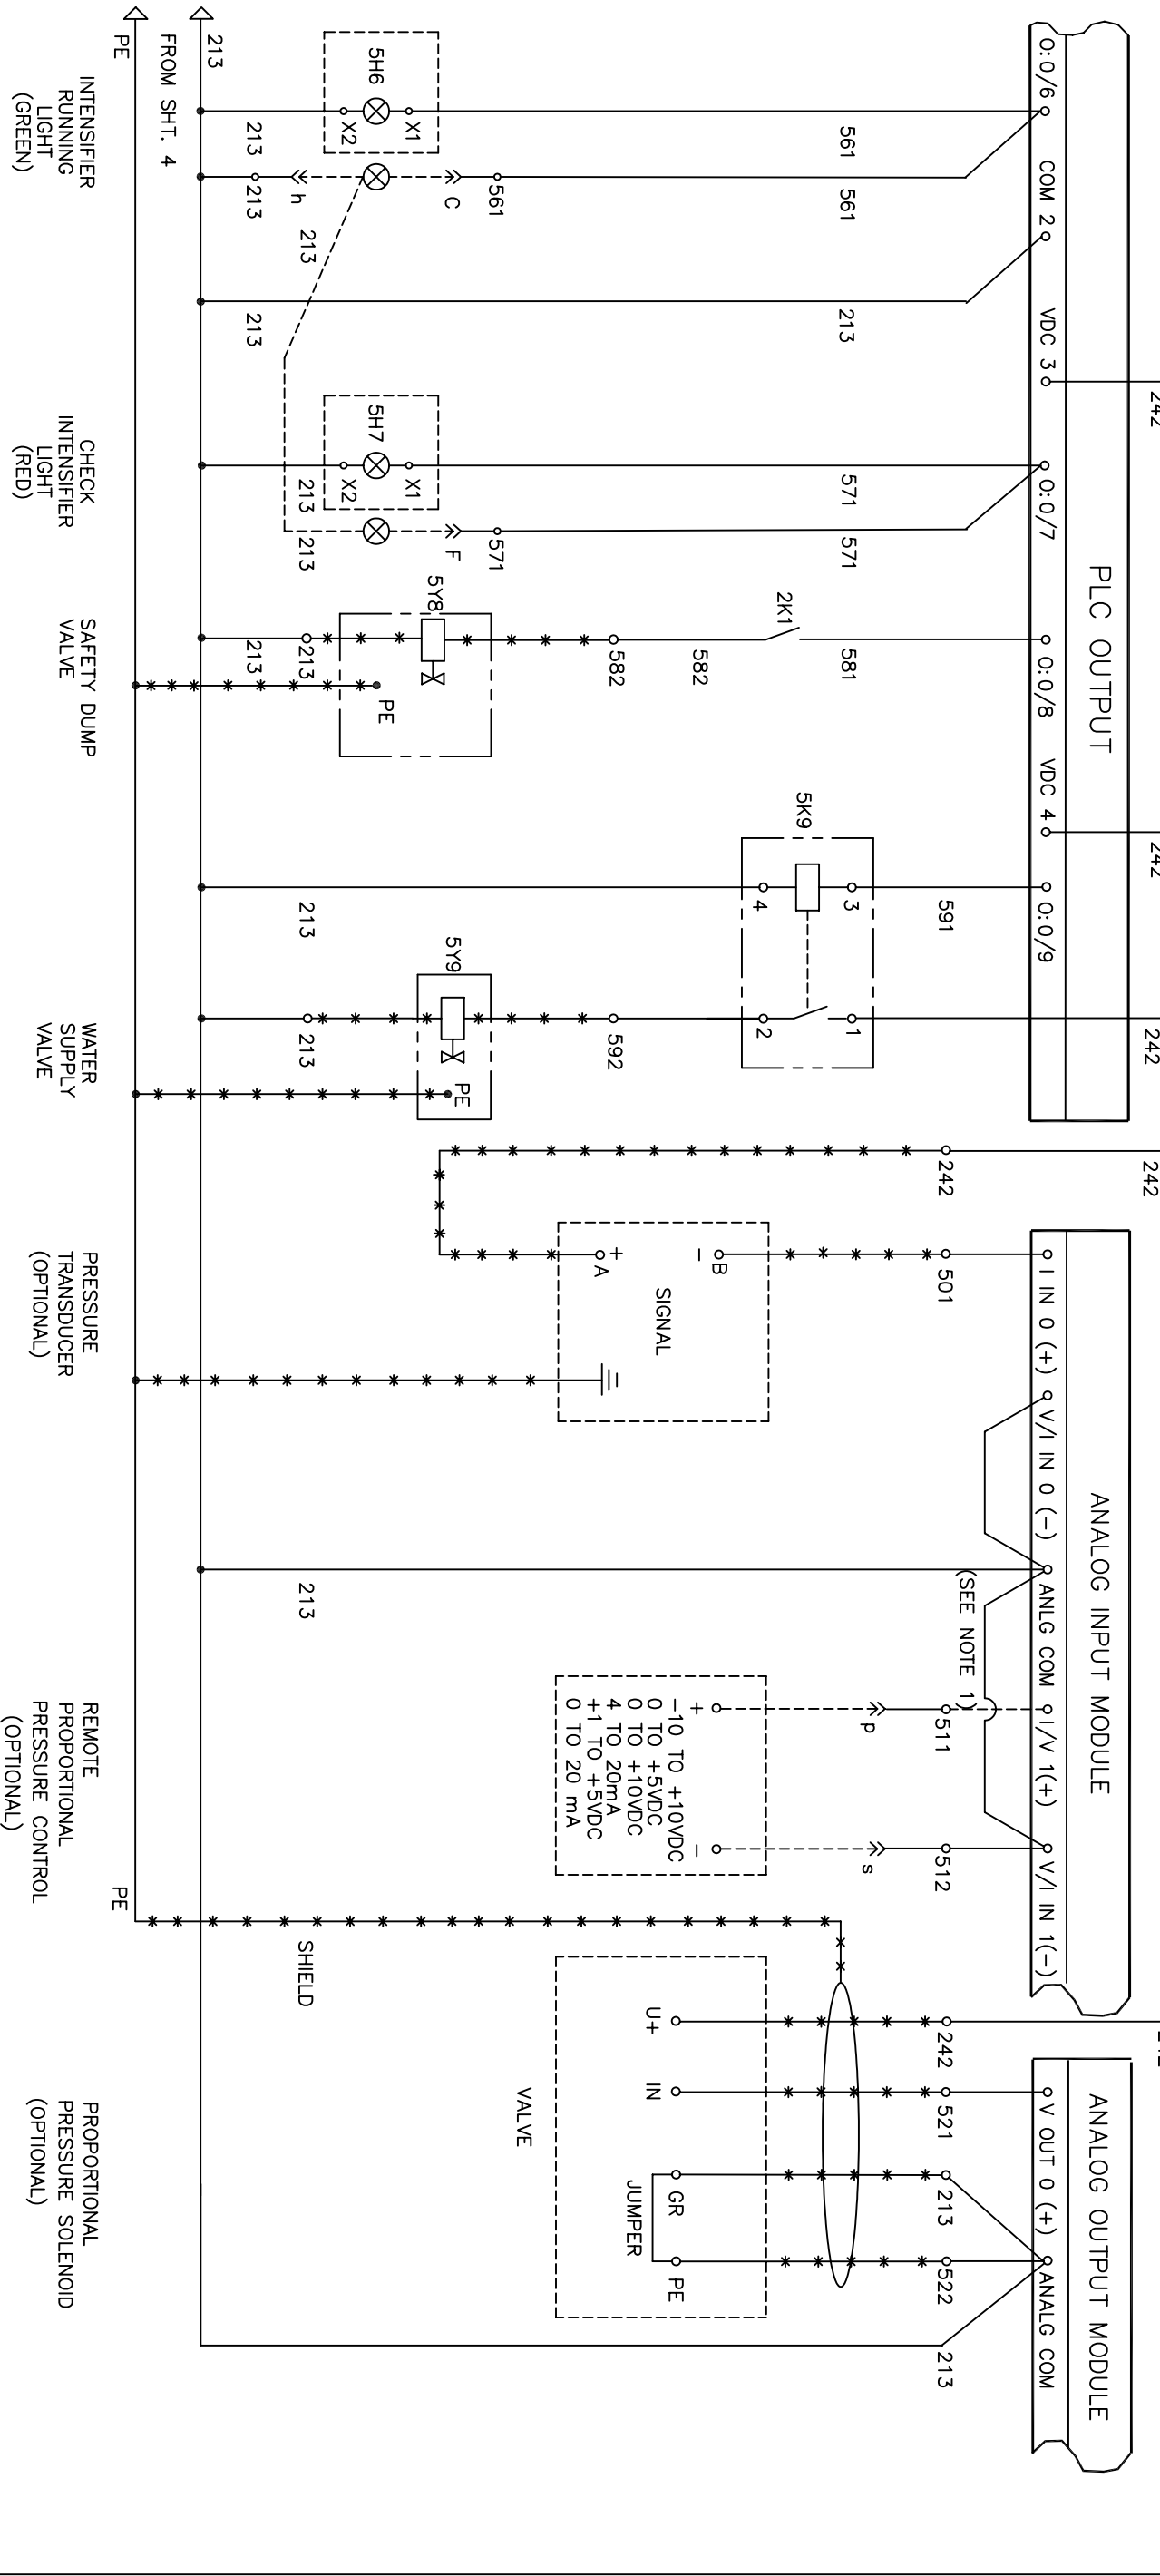 PLC OUTPUT
O:0/6
COM 2
VDC 3
O:0/7
O:0/8
VDC 4
O:0/9
242
242
242
242
ANALOG INPUT MODULE
I IN 0 (+)
V/I IN 0 (-)
ANLG COM
I/V 1(+)
V/I IN 1(-)
ANALOG OUTPUT MODULE
V OUT 0 (+)
ANALG COM
561
561
213
571
571
581
2K1
582
582
591
5K9
3
4
1
2
592
242
501
(SEE NOTE 1)
511
512
242
521
213
522
213
5H6
X1
X2
C
561
h
213
213
213
213
5H7
X1
X2
213
F
571
213
5Y8
213
213
PE
213
5Y9
213
PE
B
-
SIGNAL
+
A
213
p
s
+
-
-10 TO +10VDC
0 TO +5VDC
0 TO +10VDC
4 TO 20mA
+1 TO +5VDC
0 TO 20 mA
SHIELD
U+
IN
GR
PE
JUMPER
VALVE
213
FROM SHT. 4
PE
PE
INTENSIFIER
RUNNING
LIGHT
(GREEN)
CHECK
INTENSIFIER
LIGHT
(RED)
SAFETY DUMP
VALVE
WATER
SUPPLY
VALVE
PRESSURE
TRANSDUCER
(OPTIONAL)
REMOTE
PROPORTIONAL
PRESSURE CONTROL
(OPTIONAL)
PROPORTIONAL
PRESSURE SOLENOID
(OPTIONAL)